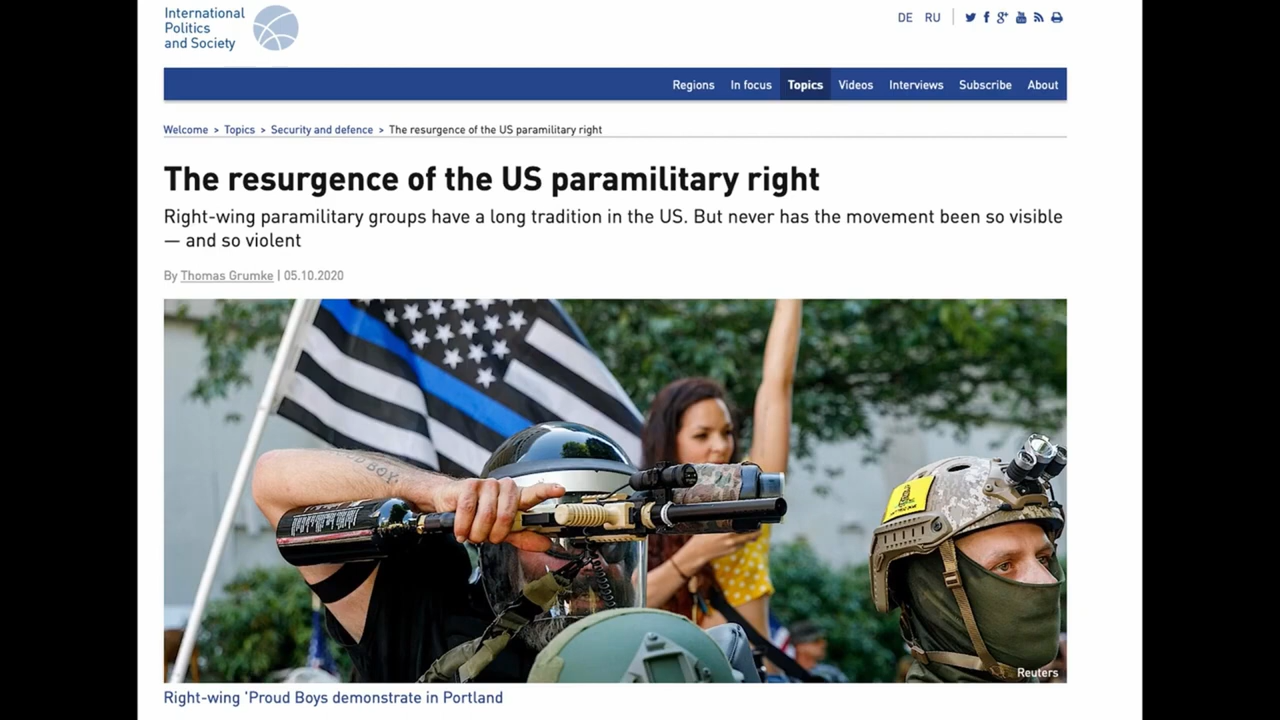 International
Politics
and Society
DE RU
Regions In focus Topics Videos Interviews Subscribe About
Welcome > Topics > Security and defence > The resurgence of the US paramilitary right
The resurgence of the US paramilitary right
Right-wing paramilitary groups have a long tradition in the US. But never has the movement been so visible
— and so violent
By Thomas Grumke | 05.10.2020
Reuters
Right-wing 'Proud Boys demonstrate in Portland